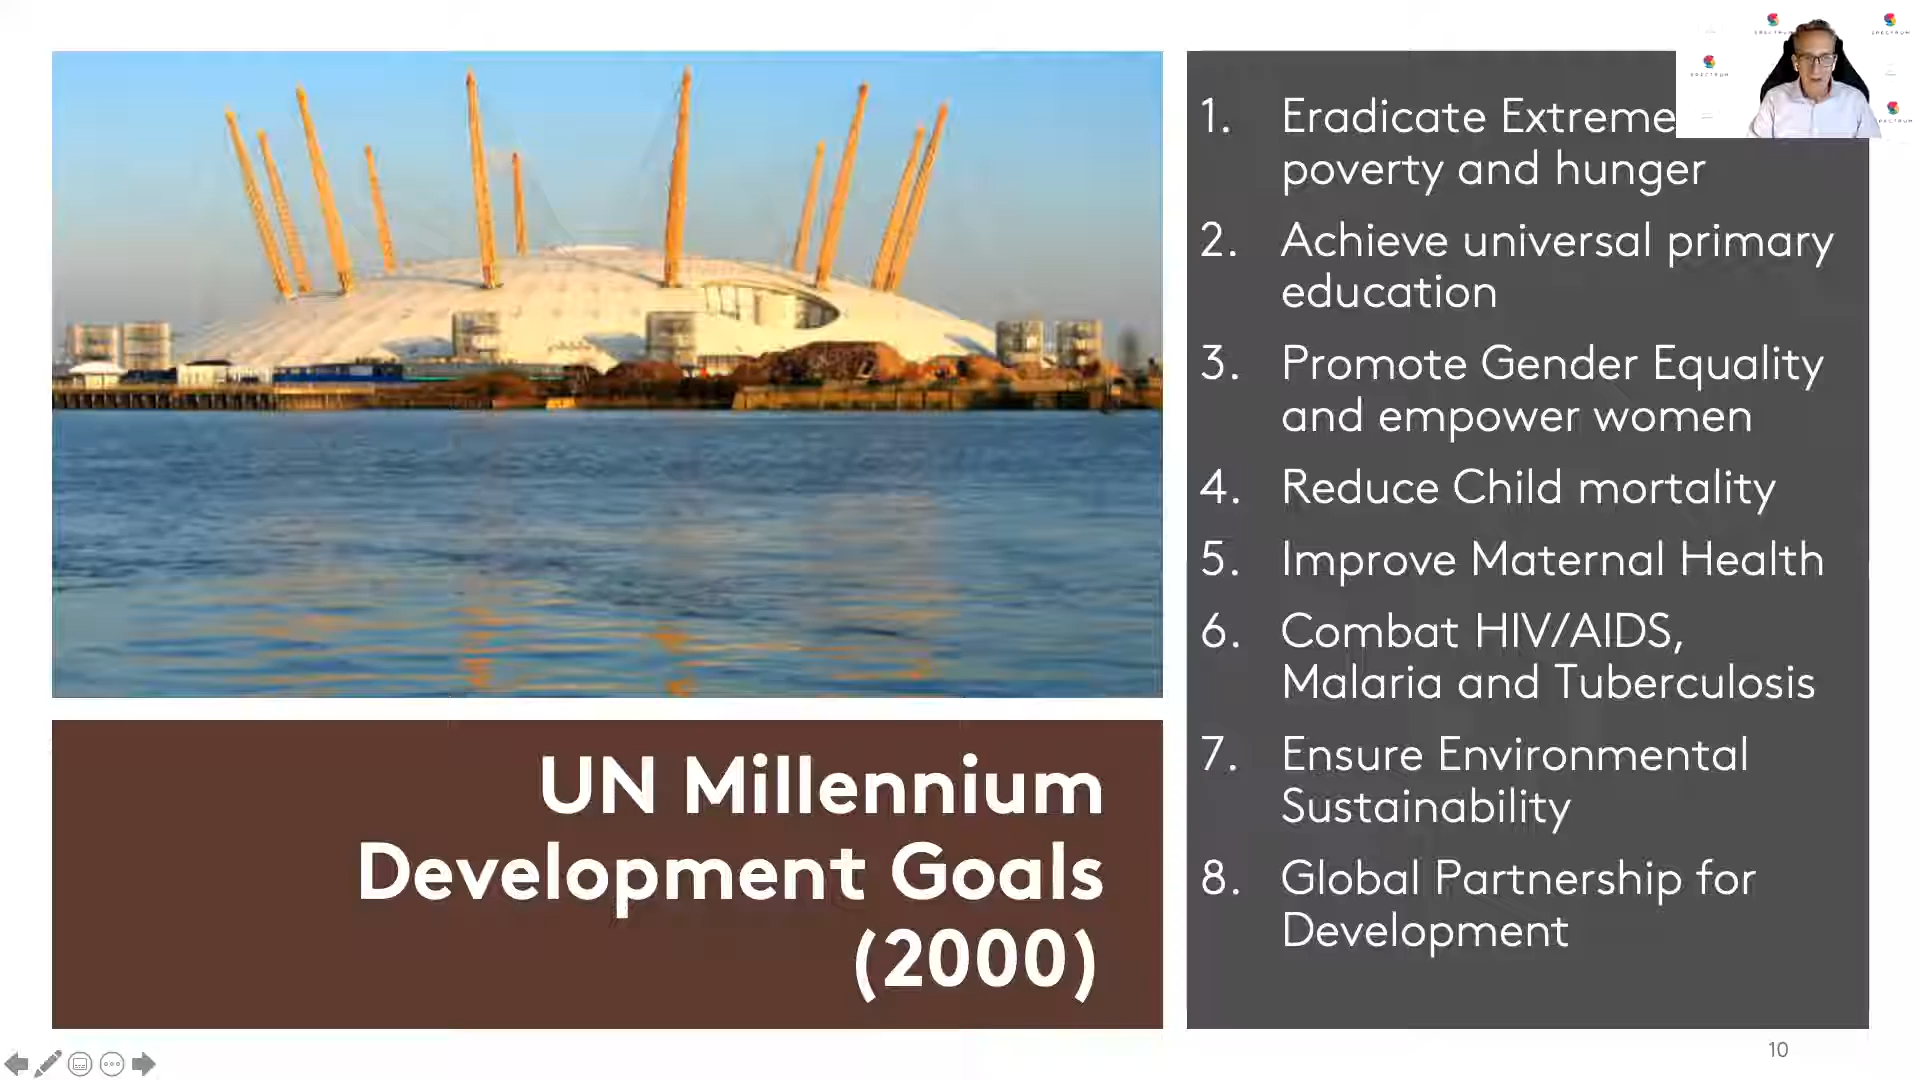 UN Millennium
Development Goals
(2000)
1. Eradicate Extreme
poverty and hunger
2. Achieve universal primary
education
3. Promote Gender Equality
and empower women
4. Reduce Child mortality
5. Improve Maternal Health
6. Combat HIV/AIDS,
Malaria and Tuberculosis
7. Ensure Environmental
Sustainability
8. Global Partnership for
Development
SPECTRUM
SPECTRUM
10